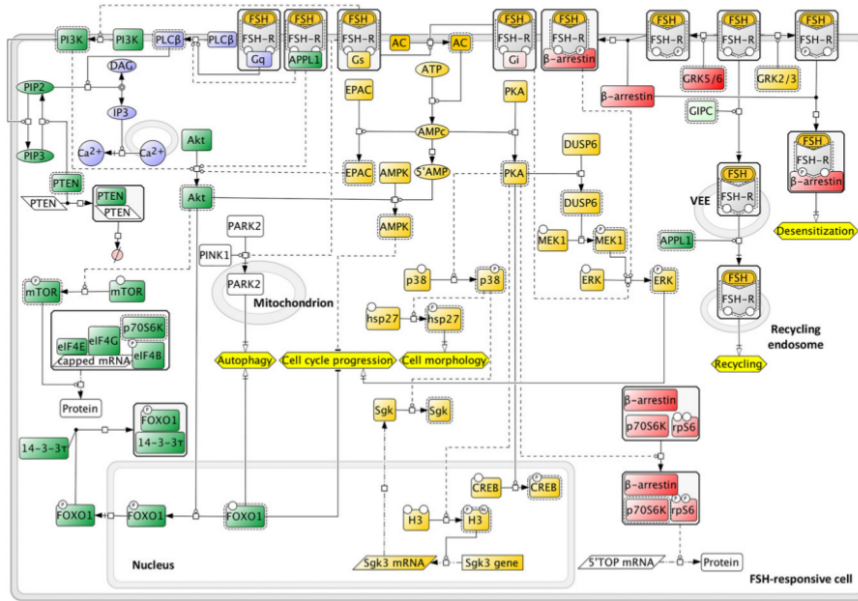 FSH
FSH
FSH
FSH
FSH
FSH
FSH
FSH
PI3K
PI3K
PLCβ
PLCβ
FSH-R
FSH-R
FSH-R
AC
AC
FSH-R
FSH-R
FSH-R
FSH-R
FSH-R
Gq
APPL1
Gs
Gi
β-arrestin
DAG
ATP
GRK5/6
GRK2/3
PIP2
EPAC
PKA
β-arrestin
IP3
GIPC
AMPc
PIP3
Ca2+
Ca2+
Akt
DUSP6
FSH
FSH-R
β-arrestin
PTEN
EPAC
AMPK
5'AMP
PKA
FSH
FSH-R
VEE
PTEN
PTEN
PTEN
Akt
DUSP6
Desensitization
AMPK
PARK2
MEK1
P
MEK1
APPL1
PINK1
P
mTOR
mTOR
PARK2
Mitochondrion
p38
P
p38
ERK
P
ERK
FSH
FSH-R
hsp27
P
hsp27
p70S6K
eIF4E
eIF4G
P
eIF4B
capped mRNA
Recycling
endosome
Autophagy
Cell cycle progression
Cell morphology
Recycling
Protein
Sgk
Sgk
β-arrestin
p70S6K
rpS6
P
FOXO1
14-3-3τ
14-3-3τ
β-arrestin
P
P
p70S6K
rpS6
CREB
P
CREB
P
FOXO1
P
FOXO1
FOXO1
H3
P
H3
Nucleus
Sgk3 mRNA
Sgk3 gene
5'TOP mRNA
Protein
FSH-responsive cell